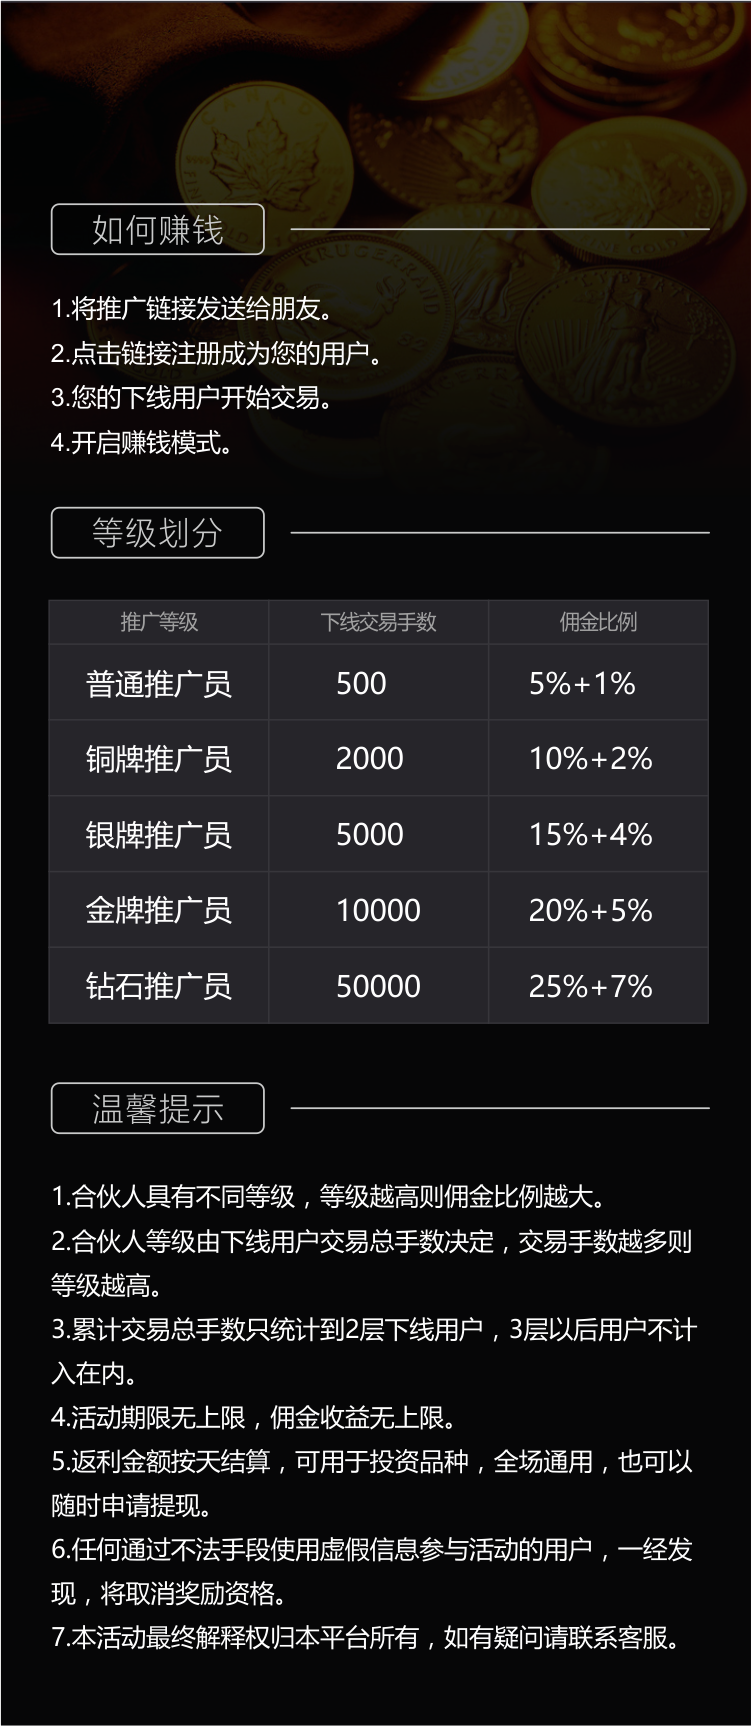 如何赚钱
1.将推广链接发送给朋友。
2.点击链接注册成为您的用户。
3.您的下线用户开始交易。
4.开启赚钱模式。
等级划分
推广等级 下线交易手数 佣金比例
普通推广员 500 5%+1%
铜牌推广员 2000 10%+2%
银牌推广员 5000 15%+4%
金牌推广员 10000 20%+5%
钻石推广员 50000 25%+7%
温馨提示
1.合伙人具有不同等级，等级越高则佣金比例越大。
2.合伙人等级由下线用户交易总手数决定，交易手数越多则
等级越高。
3.累计交易总手数只统计到2层下线用户，3层以后用户不计
入在内。
4.活动期限无上限，佣金收益无上限。
5.返利金额按天结算，可用于投资品种，全场通用，也可以
随时申请提现。
6.任何通过不法手段使用虚假信息参与活动的用户，一经发
现，将取消奖励资格。
7.本活动最终解释权归本平台所有，如有疑问请联系客服。